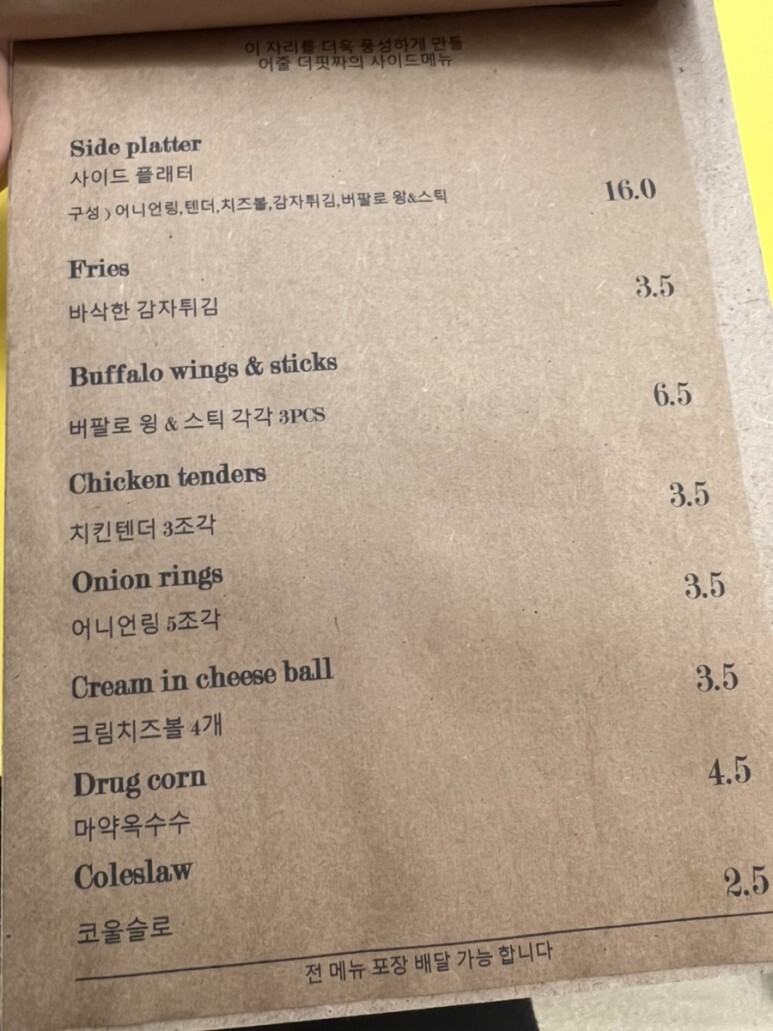 이 자리를 더욱 풍성하게 만들
어줄 더핏짜의 사이드메뉴
Side platter
사이드 플래터
구성 ) 어니언링,텐더,치즈볼,감자튀김,버팔로 윙&스틱
16.0
Fries
바삭한 감자튀김
3.5
Buffalo wings & sticks
버팔로 윙 & 스틱 각각 3PCS
6.5
Chicken tenders
치킨텐더 3조각
3.5
Onion rings
어니언링 5조각
3.5
Cream in cheese ball
크림치즈볼 4개
3.5
Drug corn
마약옥수수
4.5
Coleslaw
코울슬로
2.5
전 메뉴 포장 배달 가능 합니다